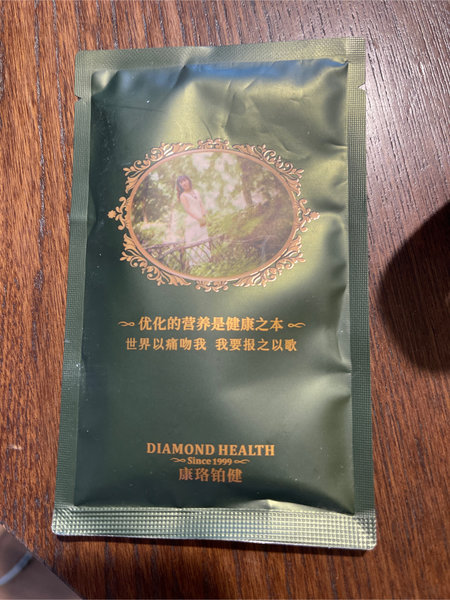 优化的营养是健康之本
世界以痛吻我 我要报之以歌
DIAMOND HEALTH
Since 1999
康珞铂健